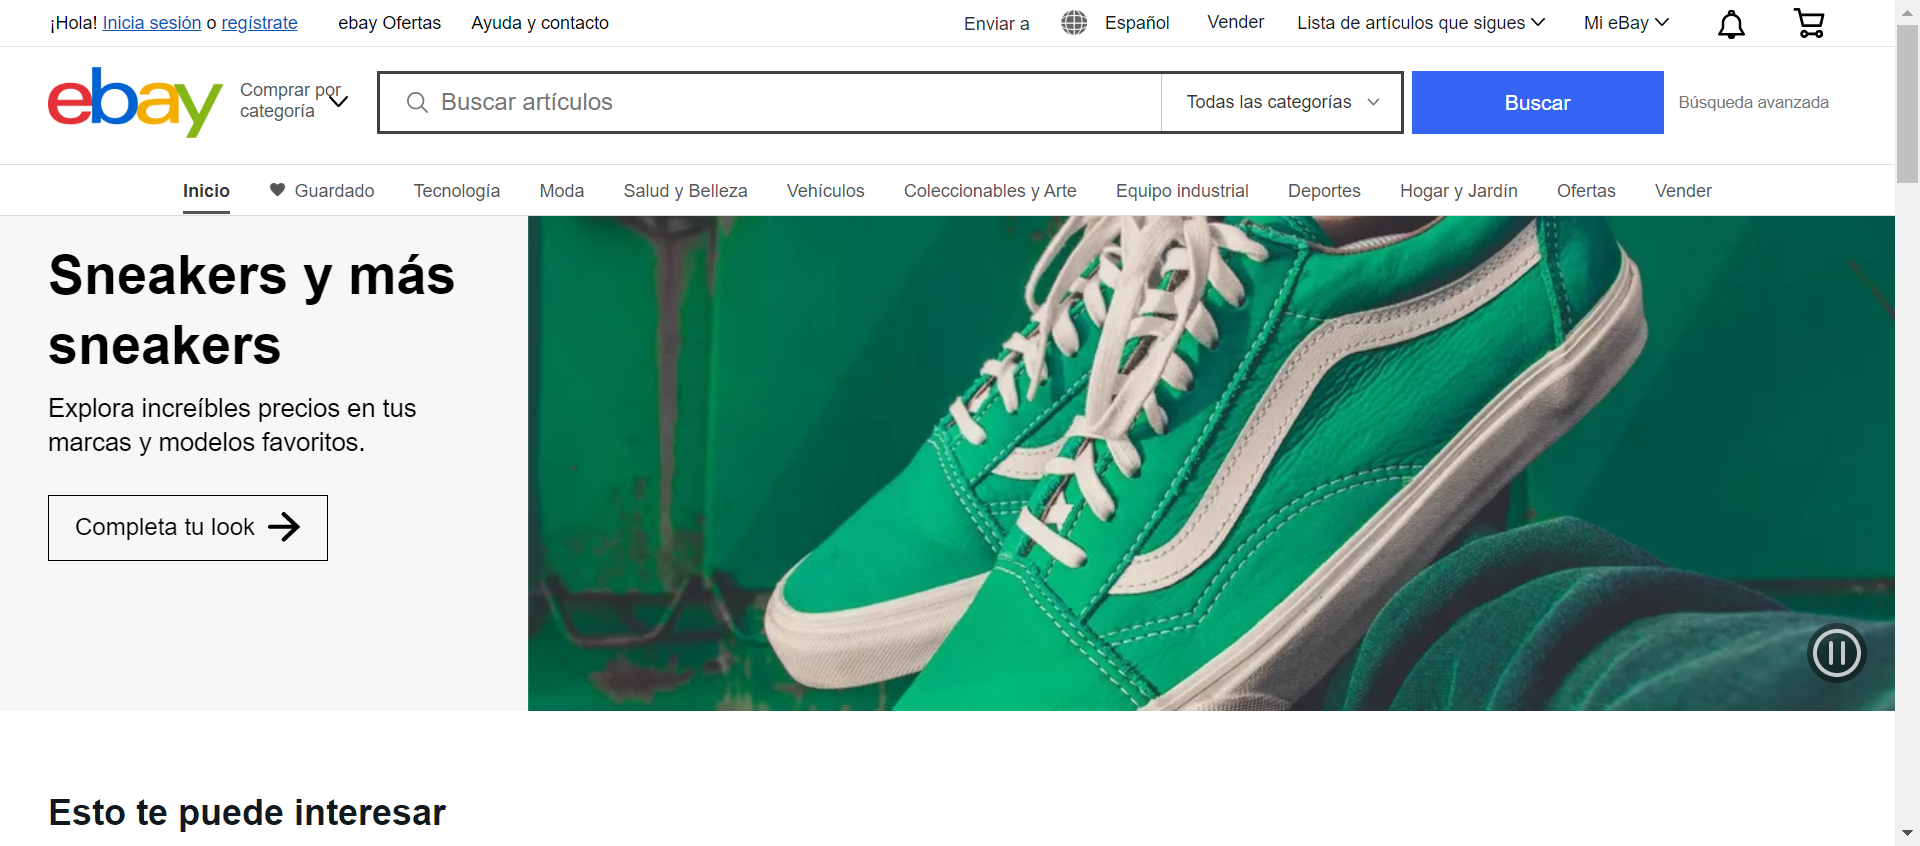 ¡Hola! Inicia sesión o regístrate ebay Ofertas Ayuda y contacto Enviar a Español Vender Lista de artículos que sigues Mi eBay
ebay
Comprar por
categoría
Buscar artículos Todas las categorías Buscar Búsqueda avanzada
Inicio Guardado Tecnología Moda Salud y Belleza Vehículos Coleccionables y Arte Equipo industrial Deportes Hogar y Jardín Ofertas Vender
Sneakers y más
sneakers
Explora increíbles precios en tus
marcas y modelos favoritos.
Completa tu look
Esto te puede interesar